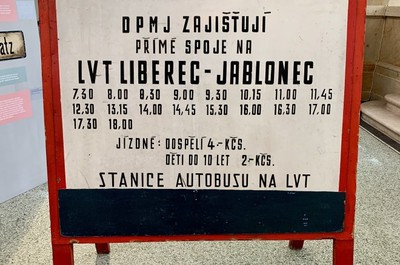 DPMJ ZAJIŠŤUJÍ
PŘÍMÉ SPOJE NA
LVT LIBEREC-JABLONEC
7,30 8,00 8,30 9,00 9,30 10,15 11,00 11,45
12,30 13,15 14,00 14,45 15,30 16,00 16,30 17,00
17,30 18,00
JÍZDNÉ: DOSPĚLÍ 4,-KČS.
DĚTI DO 10 LET 2,-KČS.
STANICE AUTOBUSU NA LVT